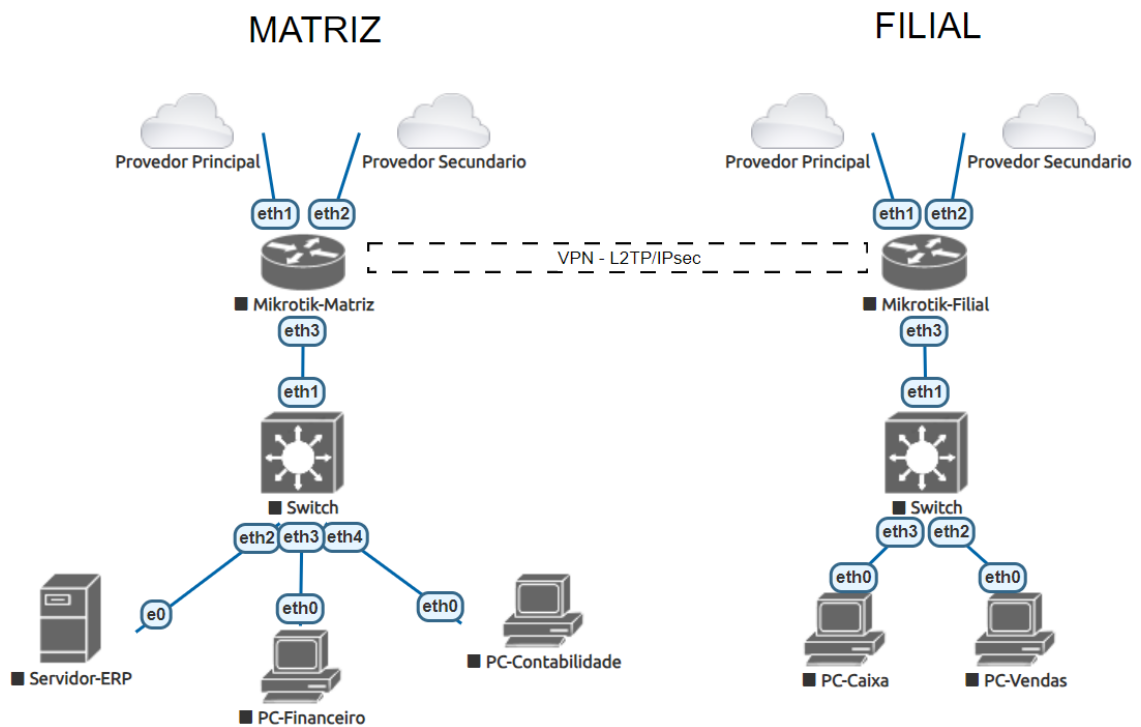 MATRIZ
FILIAL
Provedor Principal
Provedor Secundario
Provedor Principal
Provedor Secundario
eth1
eth2
eth1
eth2
VPN - L2TP/IPsec
Mikrotik-Matriz
Mikrotik-Filial
eth3
eth3
eth1
eth1
Switch
Switch
eth2
eth3
eth4
eth3
eth2
e0
eth0
eth0
eth0
eth0
Servidor-ERP
PC-Financeiro
PC-Contabilidade
PC-Caixa
PC-Vendas